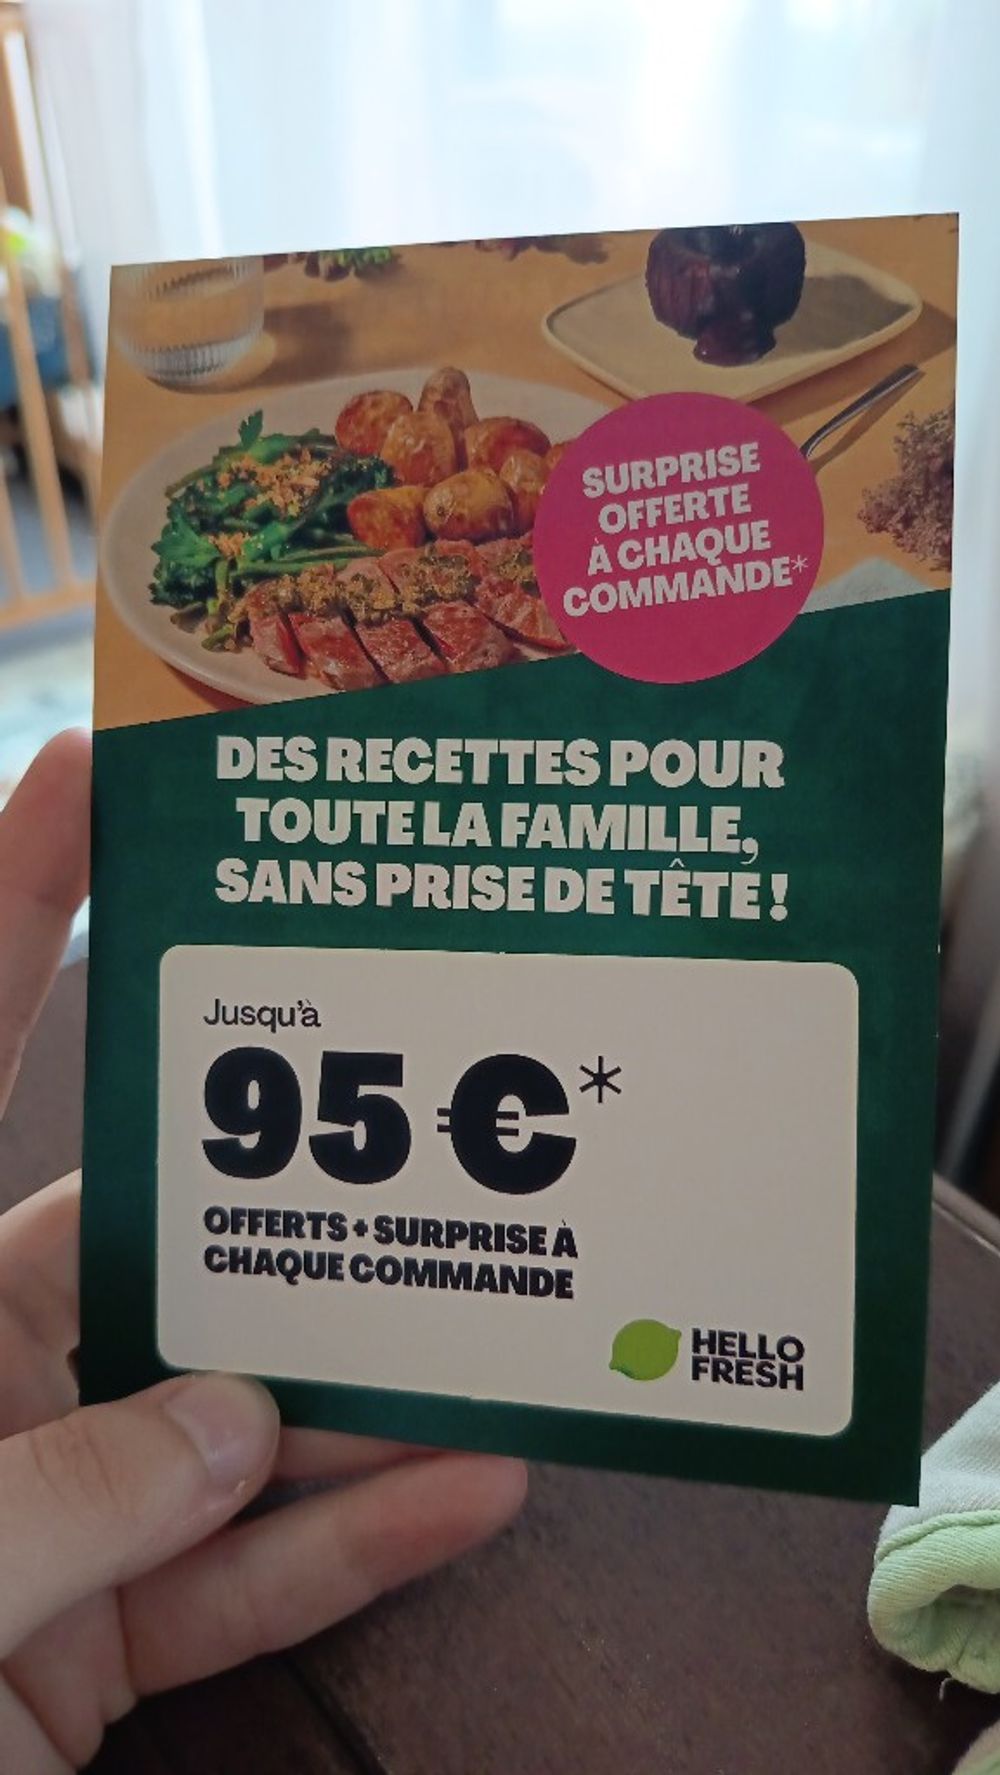 SURPRISE
OFFERTE
À CHAQUE
COMMANDE*
DES RECETTES POUR
TOUTE LA FAMILLE,
SANS PRISE DE TÊTE !
Jusqu'à
95 €*
OFFERTS + SURPRISE À
CHAQUE COMMANDE
HELLO
FRESH